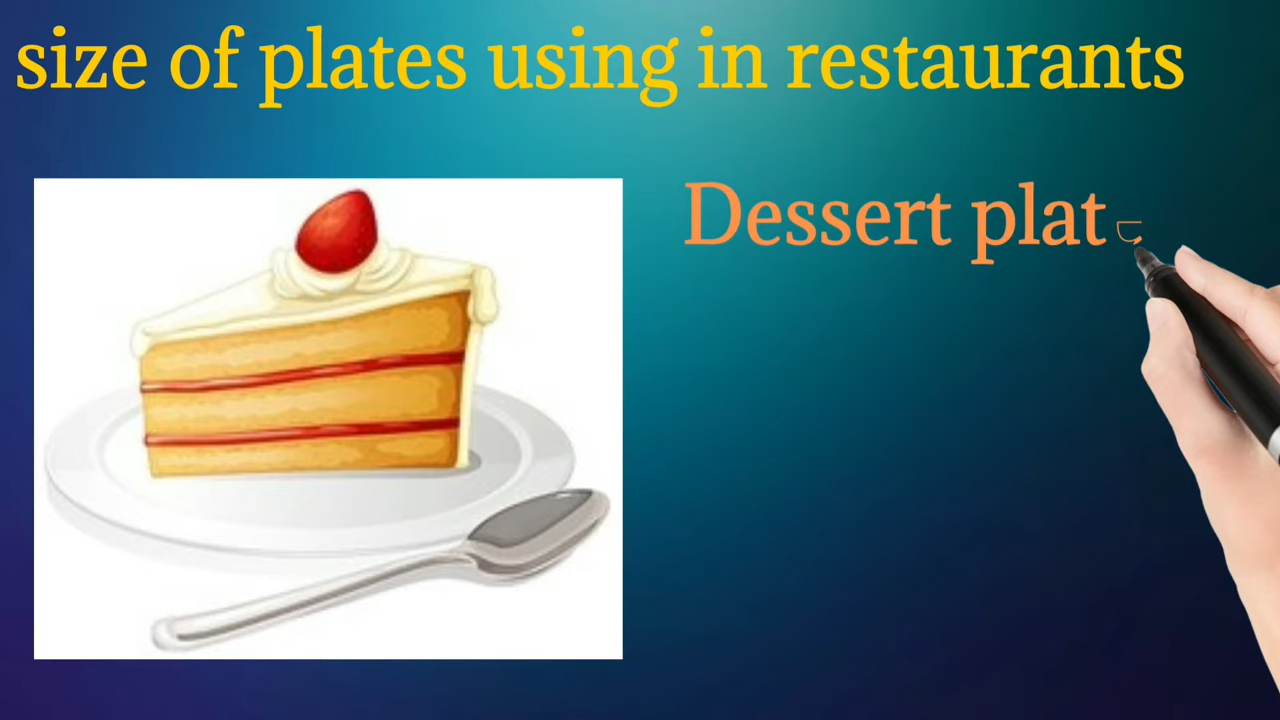 size of plates using in restaurants
Dessert plat